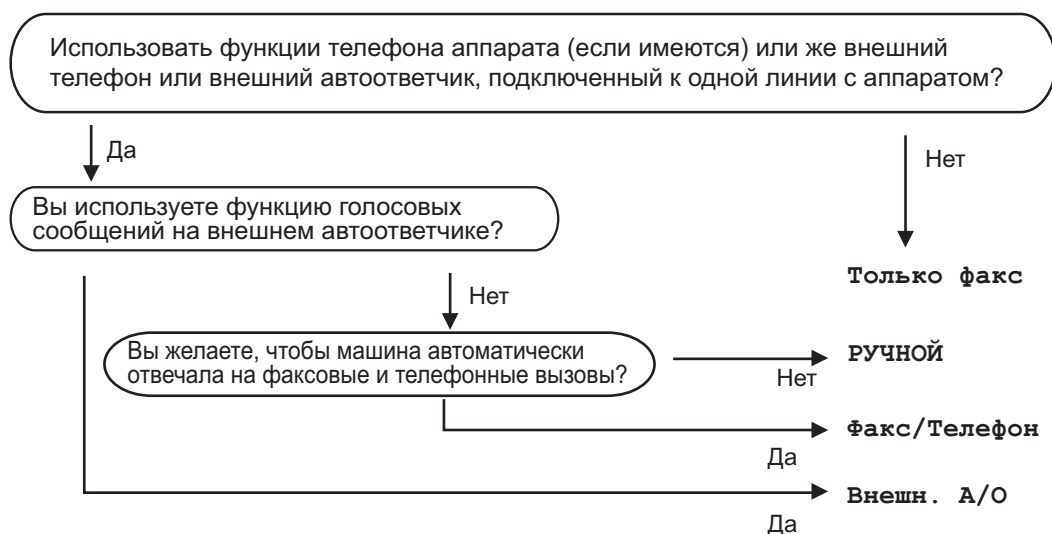 Использовать функции телефона аппарата (если имеются) или же внешний
телефон или внешний автоответчик, подключенный к одной линии с аппаратом?
Да
Нет
Вы используете функцию голосовых
сообщений на внешнем автоответчике?
Только факс
Нет
Вы желаете, чтобы машина автоматически
отвечала на факсовые и телефонные вызовы?
РУЧНОЙ
Нет
Факс/Телефон
Да
Внешн. А/О
Да